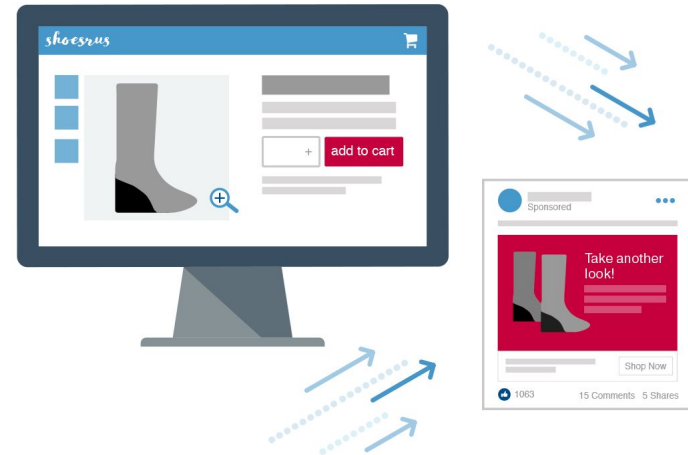 shoesrus
+
add to cart
Sponsored
Take another
look!
Shop Now
1063
15 Comments 5 Shares